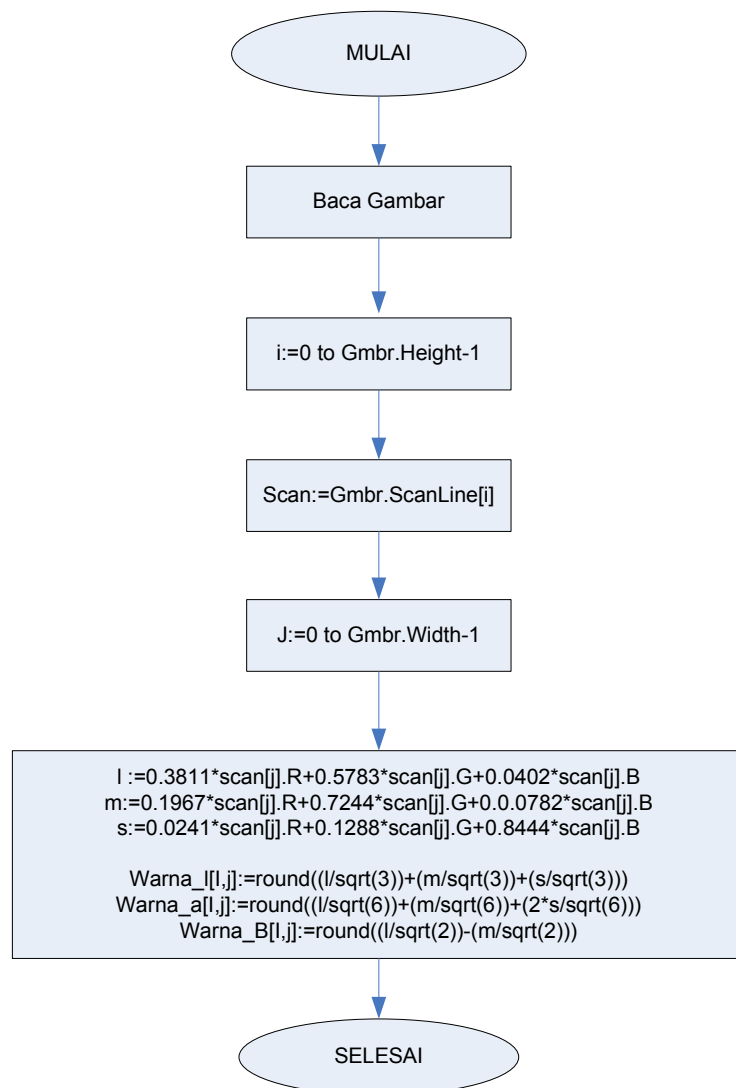 MULAI
Baca Gambar
i:=0 to Gmbr.Height-1
Scan:=Gmbr.ScanLine[i]
J:=0 to Gmbr.Width-1
l :=0.3811*scan[j].R+0.5783*scan[j].G+0.0402*scan[j].B
m:=0.1967*scan[j].R+0.7244*scan[j].G+0.0.0782*scan[j].B
s:=0.0241*scan[j].R+0.1288*scan[j].G+0.8444*scan[j].B
Warna_l[I,j]:=round((l/sqrt(3))+(m/sqrt(3))+(s/sqrt(3)))
Warna_a[I,j]:=round((l/sqrt(6))+(m/sqrt(6))+(2*s/sqrt(6)))
Warna_B[I,j]:=round((l/sqrt(2))-(m/sqrt(2)))
SELESAI